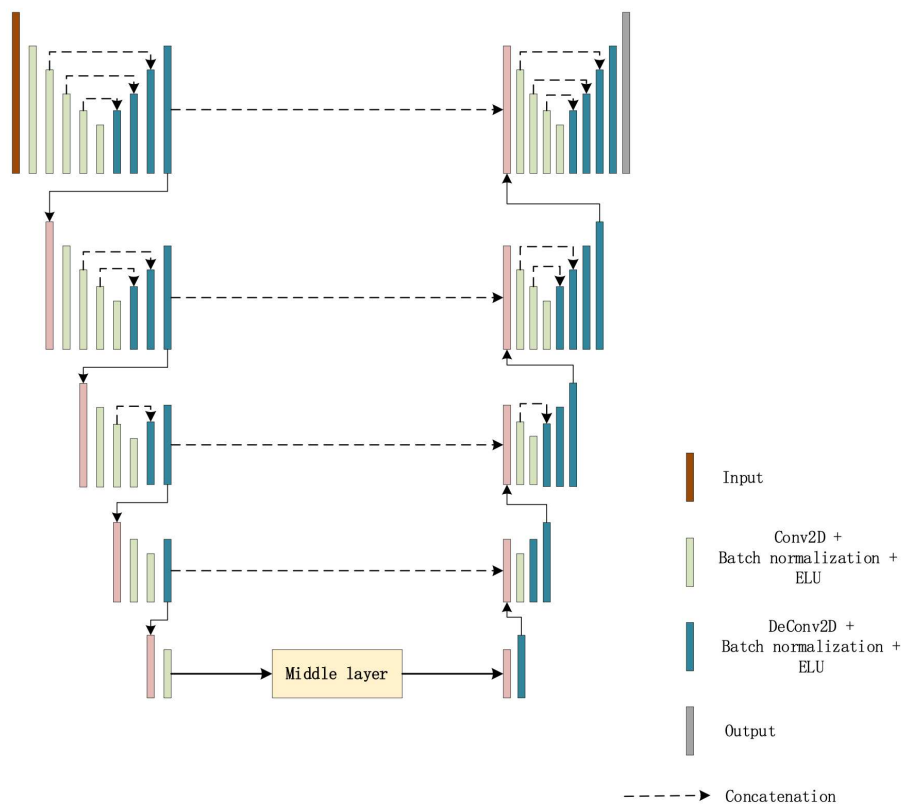 Input
Conv2D +
Batch normalization +
ELU
DeConv2D +
Batch normalization +
ELU
Middle layer
Output
Concatenation